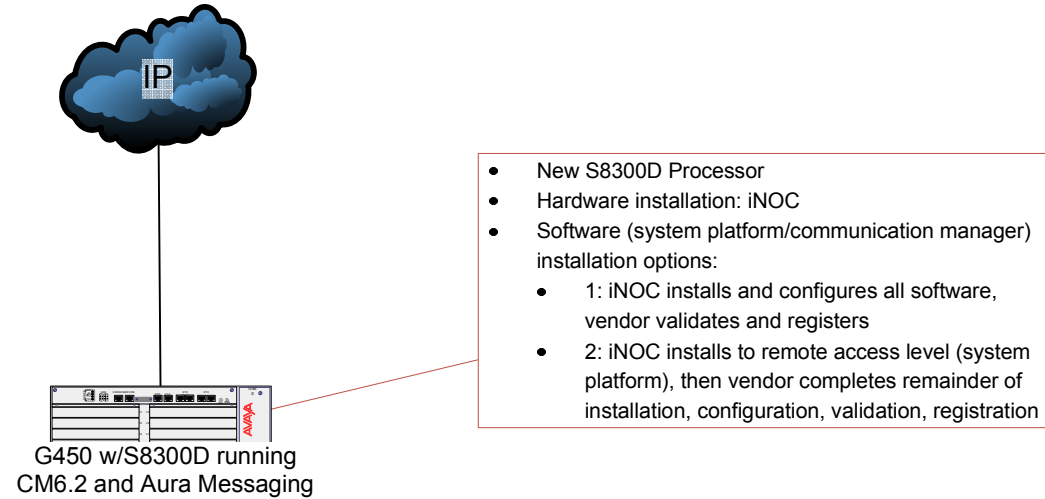 IP
• New S8300D Processor
• Hardware installation: iNOC
• Software (system platform/communication manager)
installation options:
• 1: iNOC installs and configures all software,
vendor validates and registers
• 2: iNOC installs to remote access level (system
platform), then vendor completes remainder of
installation, configuration, validation, registration
AVAYA
G450 w/S8300D running
CM6.2 and Aura Messaging